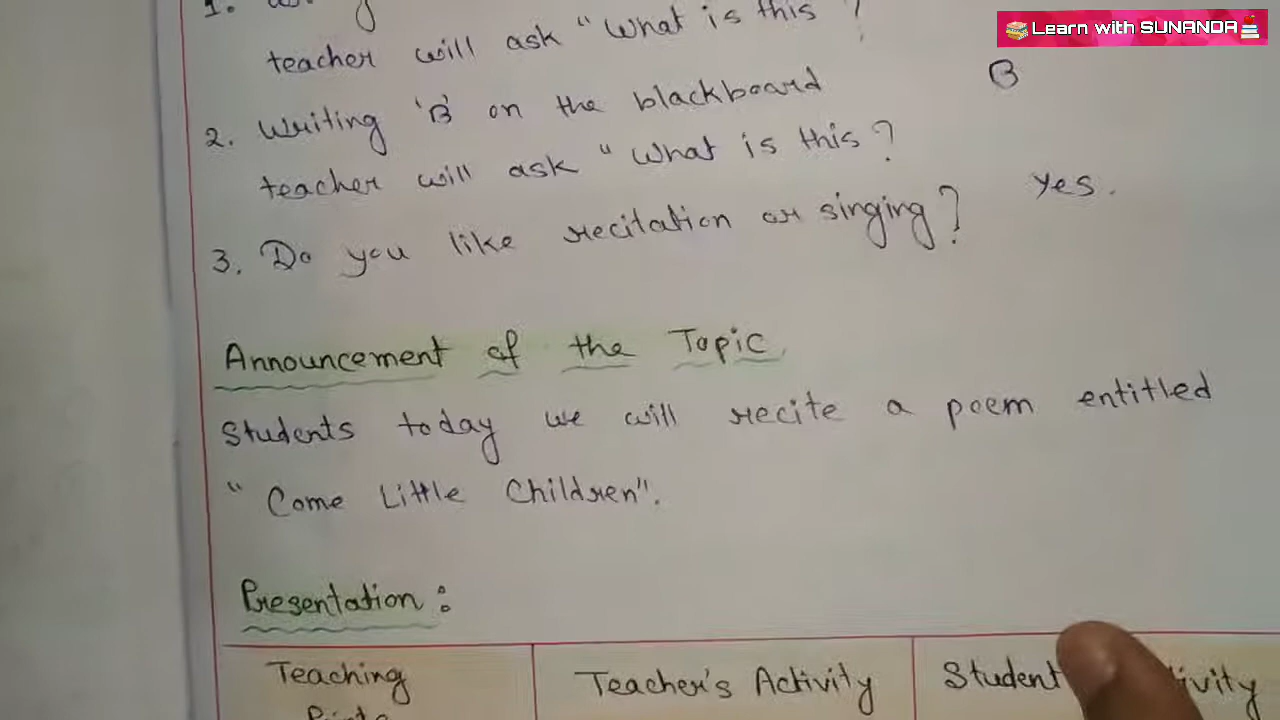 Learn with SUNANDA
1.
teacher will ask "What is this ?
2. Writing 'B' on the blackboard B
teacher will ask "What is this ?
3. Do you like recitation or singing? yes.
Announcement of the Topic
Students today we will recite a poem entitled
"Come Little Children".
Presentation :
Teaching Teacher's Activity Student